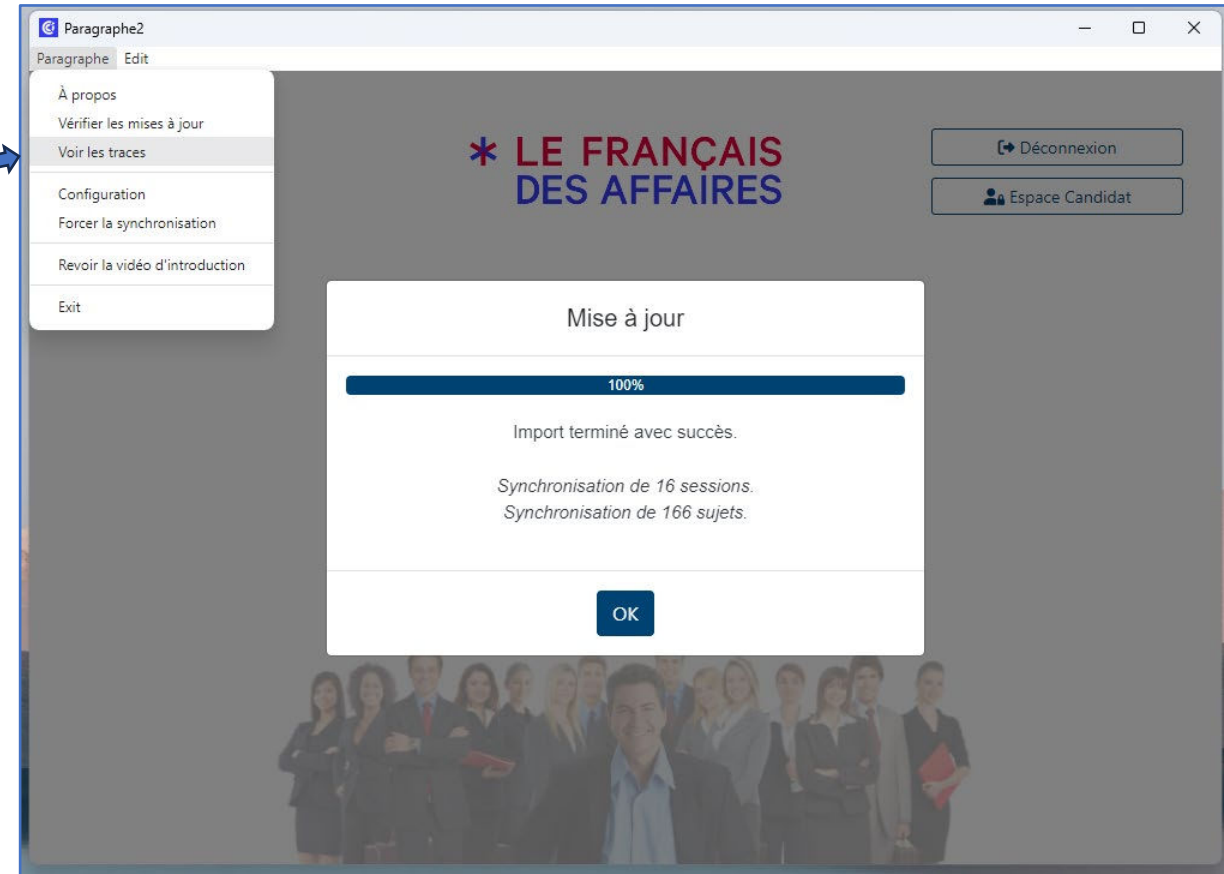 Paragraphe2
Paragraphe Edit
À propos
Vérifier les mises à jour
Voir les traces
Configuration
Forcer la synchronisation
Revoir la vidéo d'introduction
Exit
* LE FRANÇAIS
DES AFFAIRES
Déconnexion
Espace Candidat
Mise à jour
100%
Import terminé avec succès.
Synchronisation de 16 sessions.
Synchronisation de 166 sujets.
OK